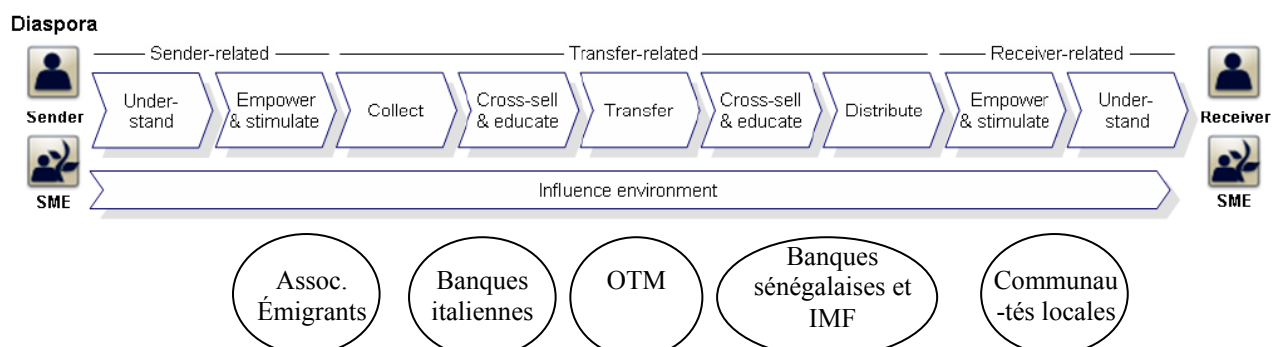 Diaspora
Sender-related
Transfer-related
Receiver-related
Under-
stand
Empower
& stimulate
Collect
Cross-sell
& educate
Transfer
Cross-sell
& educate
Distribute
Empower
& stimulate
Under-
stand
Sender
Receiver
SME
SME
Influence environment
Assoc.
Émigrants
Banques
italiennes
OTM
Banques
sénégalaises et
IMF
Communau
-tés locales